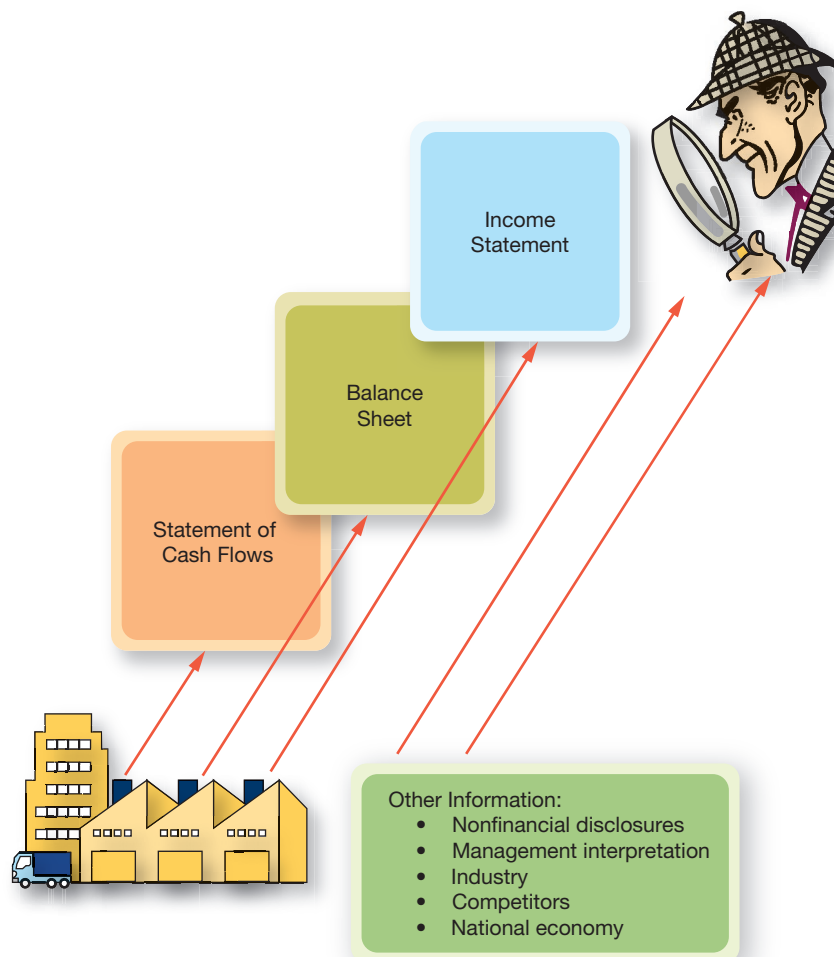 Income
Statement
Balance
Sheet
Statement of
Cash Flows
Other Information:
• Nonfinancial disclosures
• Management interpretation
• Industry
• Competitors
• National economy